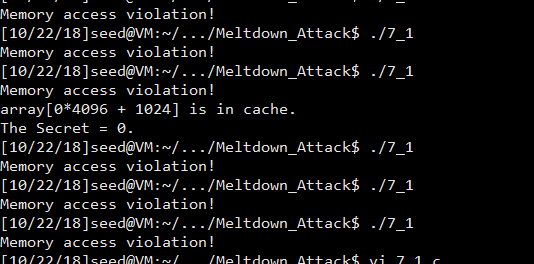 Memory access violation!
[10/22/18]seed@VM:~/.../Meltdown_Attack$ ./7_1
Memory access violation!
[10/22/18]seed@VM:~/.../Meltdown_Attack$ ./7_1
Memory access violation!
array[0*4096 + 1024] is in cache.
The Secret = 0.
[10/22/18]seed@VM:~/.../Meltdown_Attack$ ./7_1
Memory access violation!
[10/22/18]seed@VM:~/.../Meltdown_Attack$ ./7_1
Memory access violation!
[10/22/18]seed@VM:~/.../Meltdown_Attack$ ./7_1
Memory access violation!
[10/22/18]seed@VM:~/.../Meltdown_Attack$ vi 7_1.c